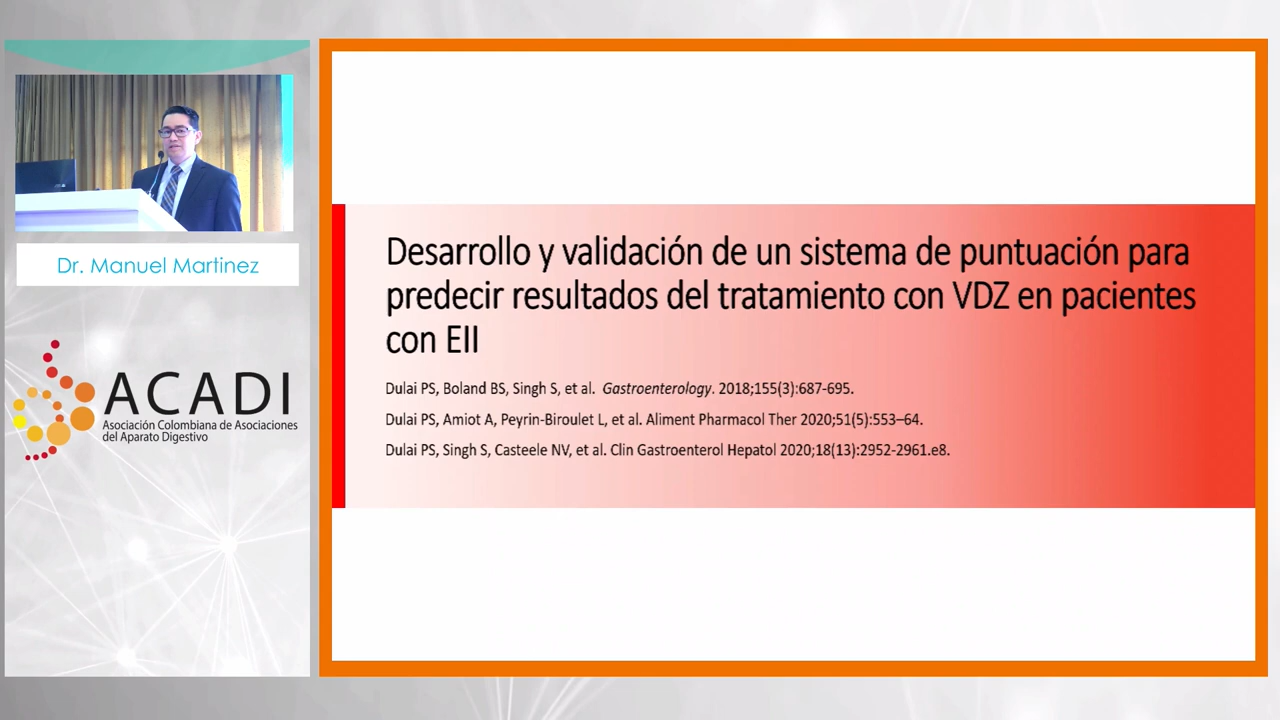 Dr. Manuel Martinez
ACADI
Asociación Colombiana de Asociaciones
del Aparato Digestivo
Desarrollo y validación de un sistema de puntuación para
predecir resultados del tratamiento con VDZ en pacientes
con EII
Dulai PS, Boland BS, Singh S, et al. Gastroenterology. 2018;155(3):687-695.
Dulai PS, Amiot A, Peyrin-Biroulet L, et al. Aliment Pharmacol Ther 2020;51(5):553–64.
Dulai PS, Singh S, Casteele NV, et al. Clin Gastroenterol Hepatol 2020;18(13):2952-2961.e8.